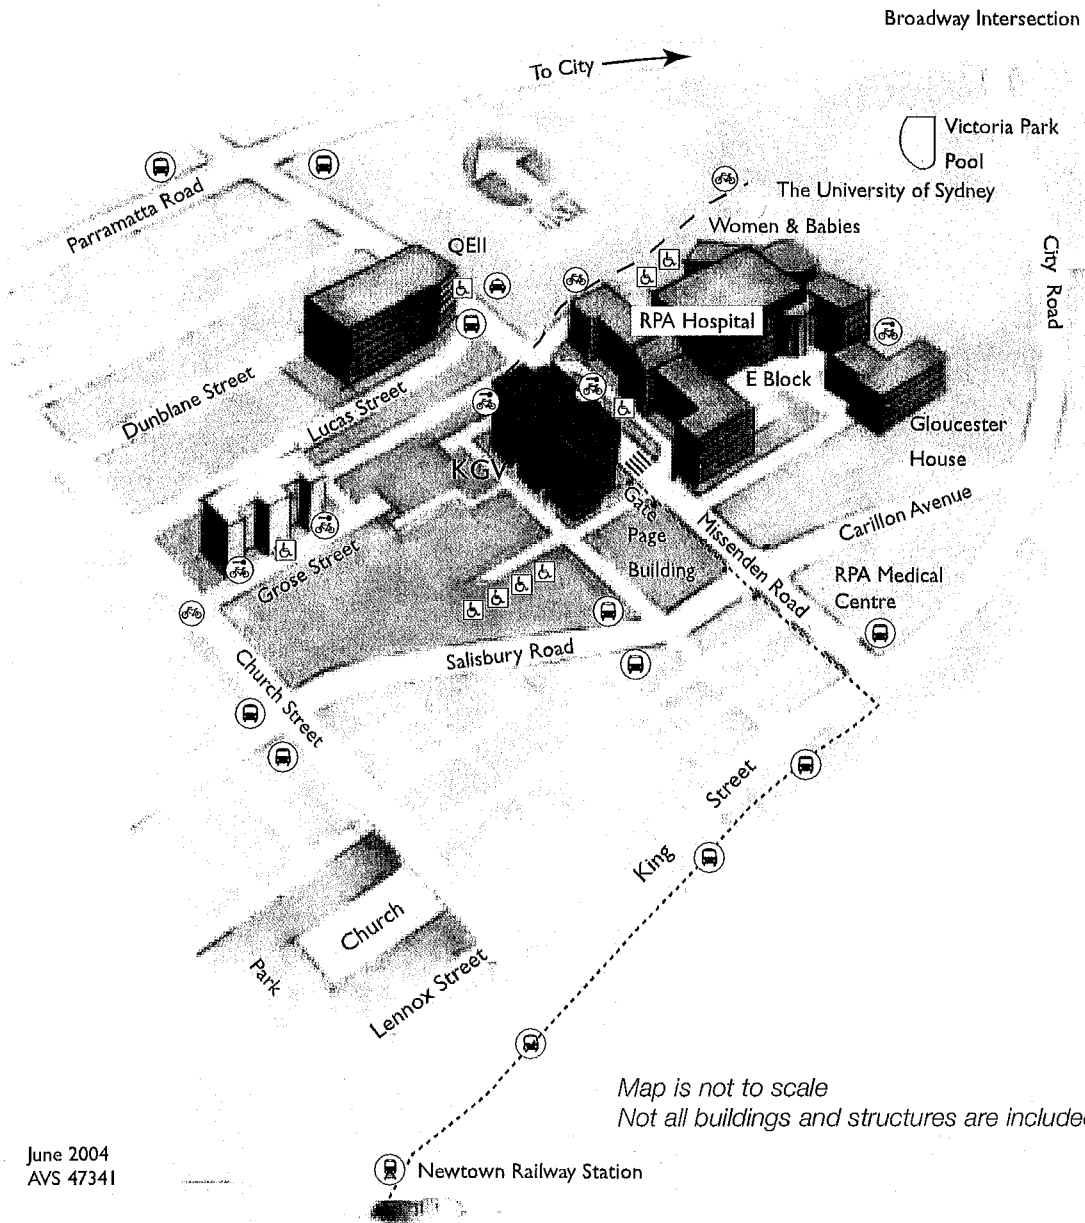 Broadway Intersection
To City
Victoria Park
Pool
Parramatta Road
The University of Sydney
Women & Babies
QEII
City Road
RPA Hospital
E Block
Dunblane Street
Lucas Street
Gloucester
House
KGV
Gate
Page
Building
Missenden Road
Carillon Avenue
Grose Street
RPA Medical
Centre
Salisbury Road
Church Street
King Street
Church
Park
Lennox Street
Map is not to scale
Not all buildings and structures are include
June 2004
AVS 47341
Newtown Railway Station